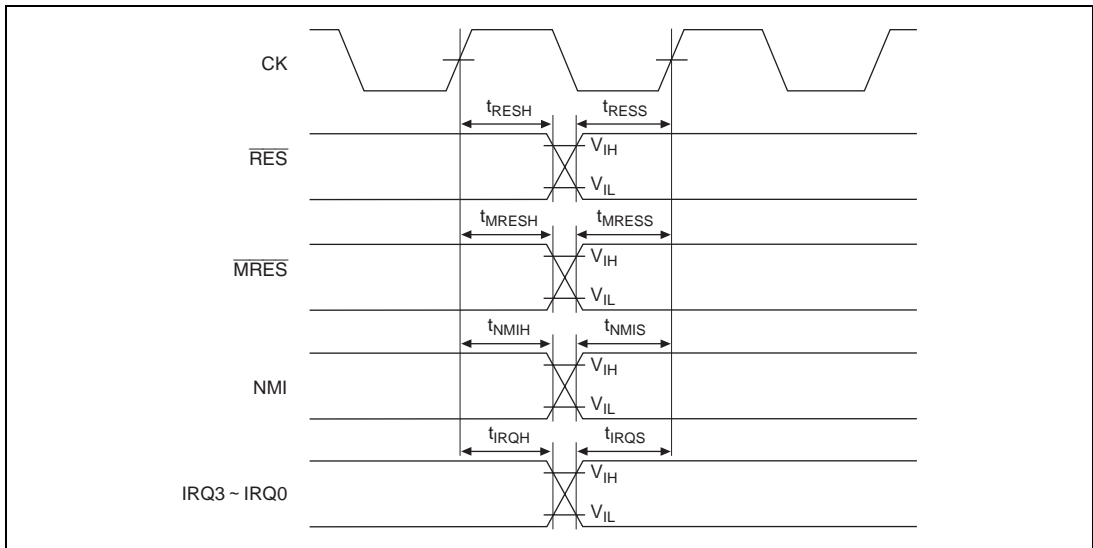 CK
tRESH tRESS
RES
VIH
VIL
tMRESH tMRESS
MRES
VIH
VIL
tNMIH tNMIS
NMI
VIH
VIL
tIRQH tIRQS
IRQ3 ~ IRQ0
VIH
VIL